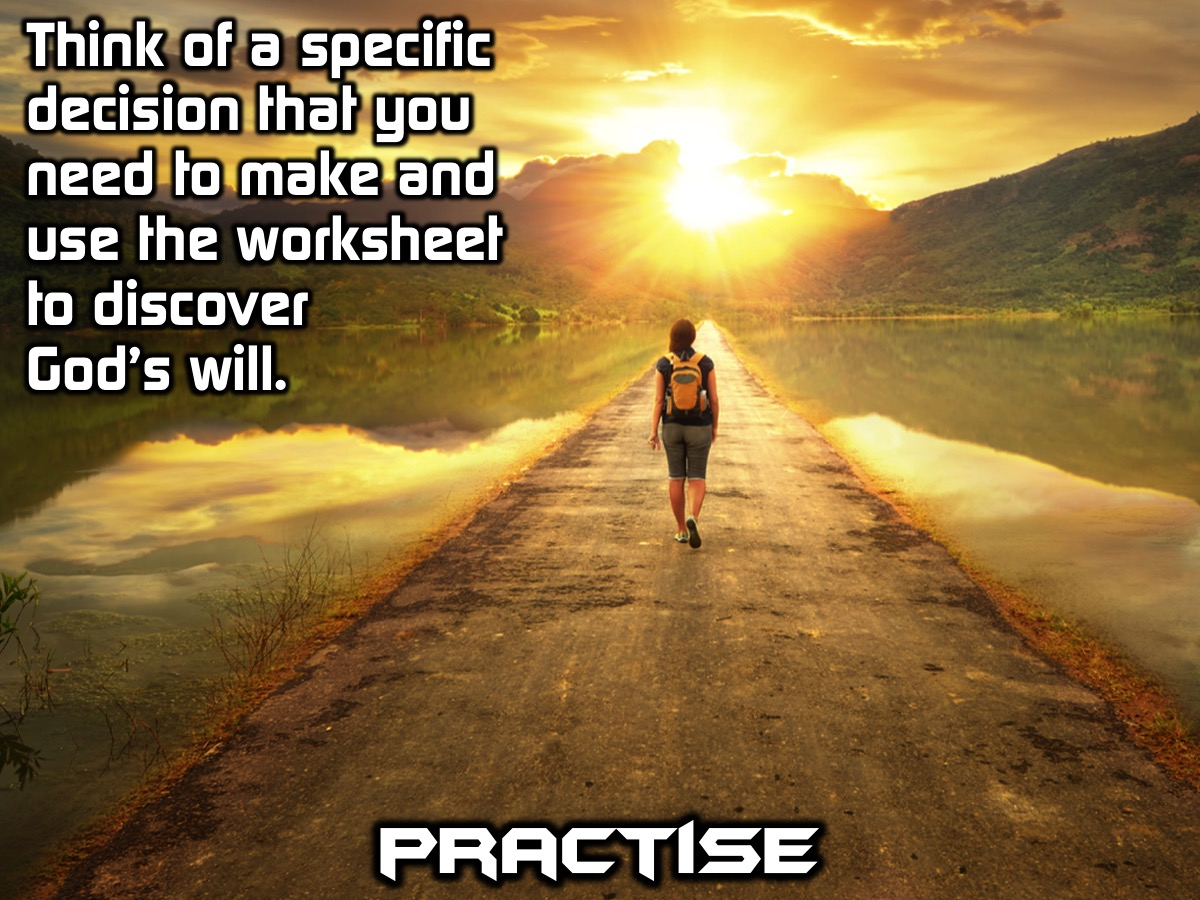 Think of a specific
decision that you
need to make and
use the worksheet
to discover
God’s will.
PRACTISE